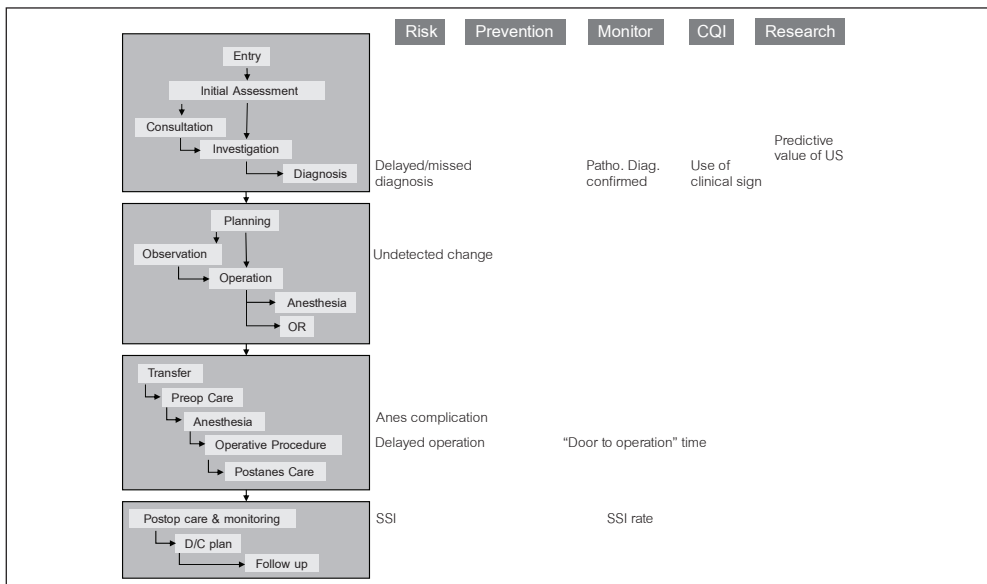 Risk
Prevention
Monitor
CQI
Research
Entry
Initial Assessment
Consultation
Investigation
Diagnosis
Delayed/missed
diagnosis
Patho. Diag.
confirmed
Use of
clinical sign
Predictive
value of US
Planning
Observation
Operation
Anesthesia
OR
Undetected change
Transfer
Preop Care
Anesthesia
Operative Procedure
Postanes Care
Anes complication
Delayed operation
“Door to operation” time
Postop care & monitoring
D/C plan
Follow up
SSI
SSI rate